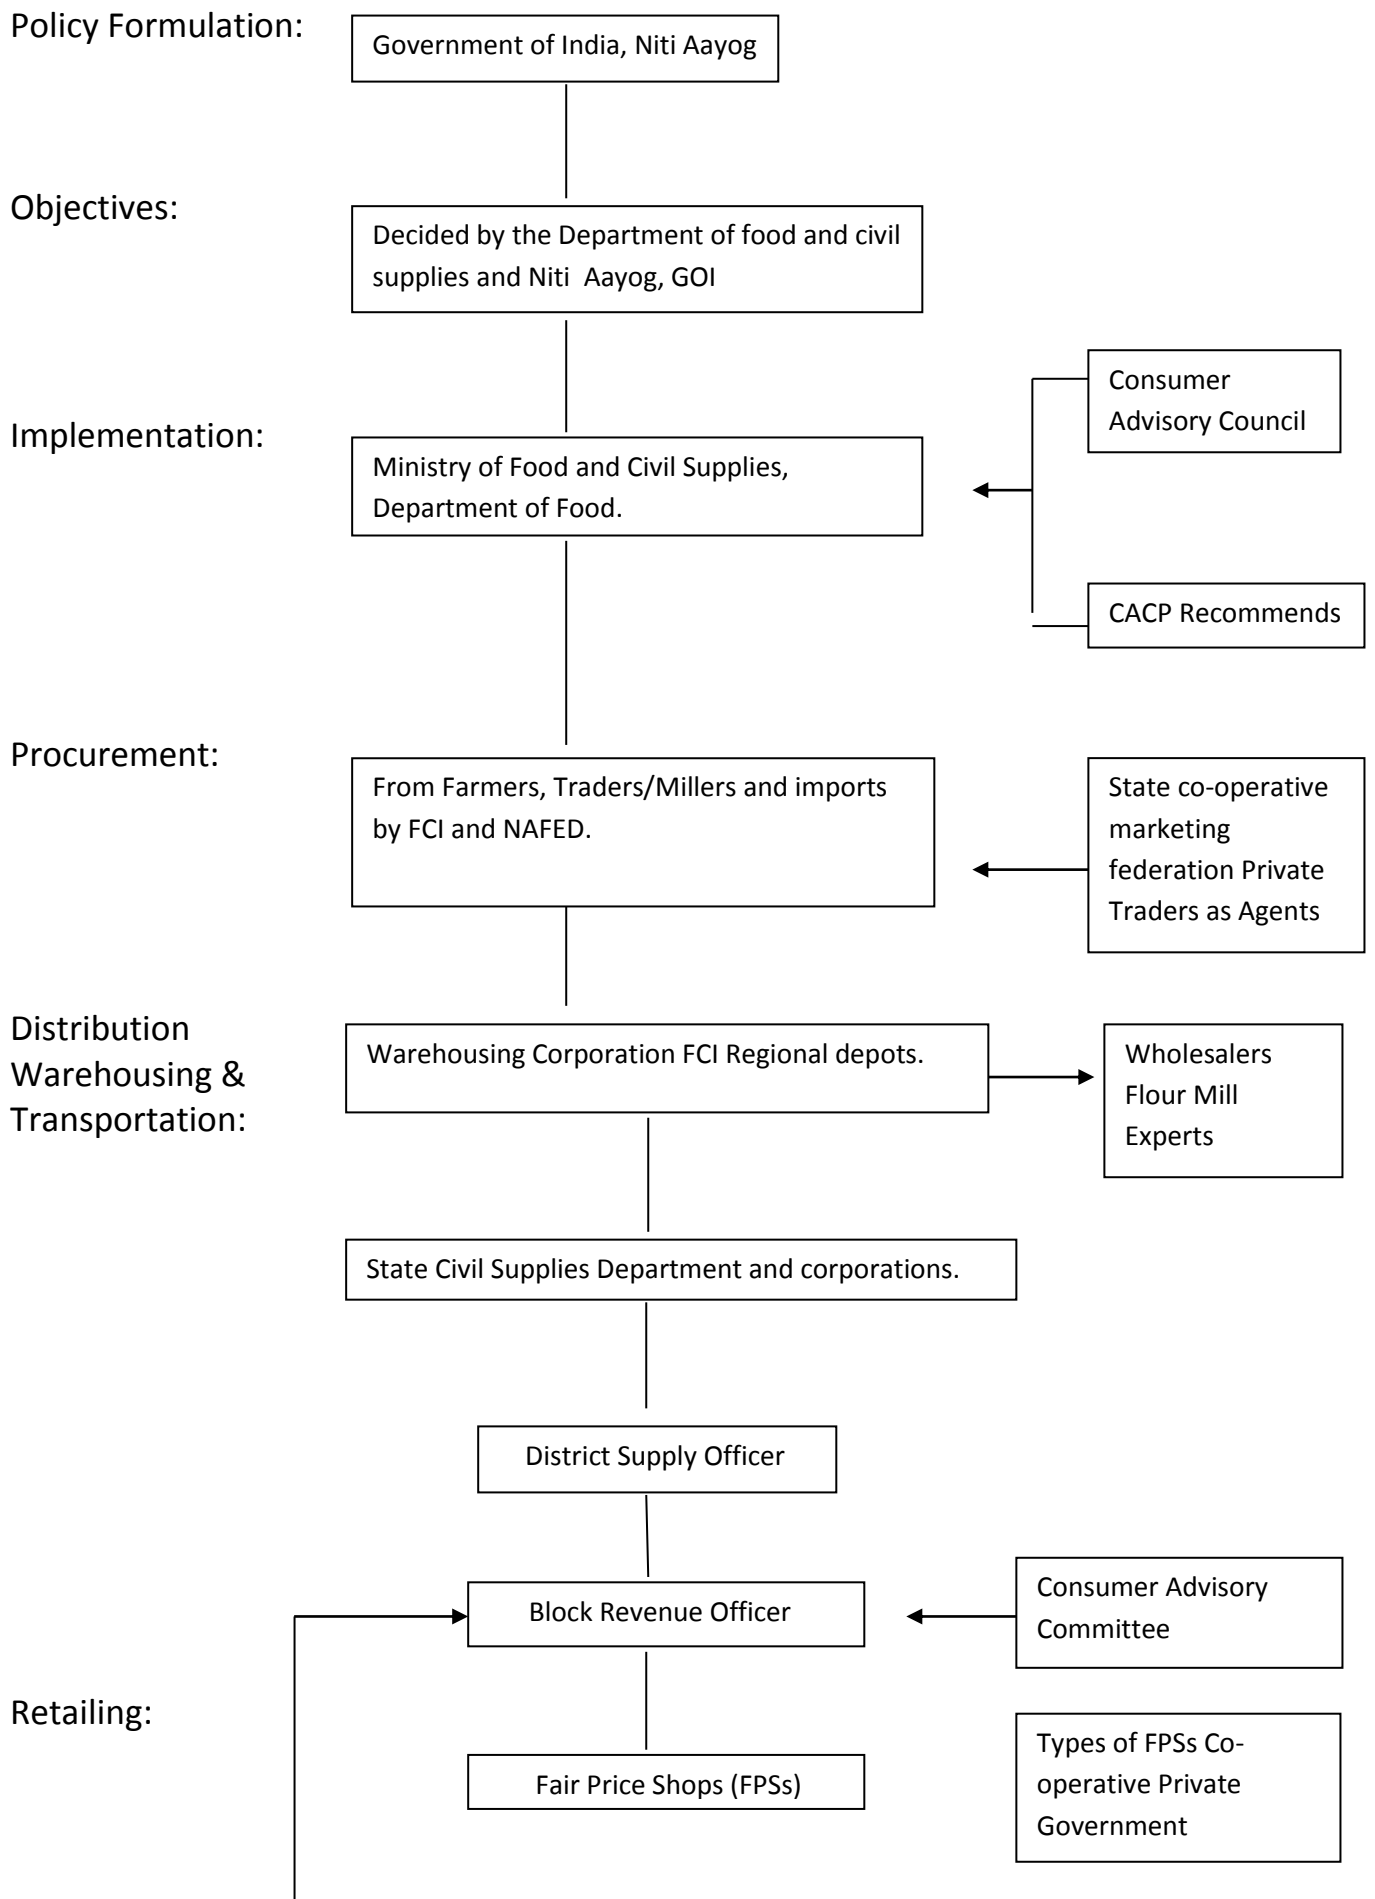 Policy Formulation:
Government of India, Niti Aayog
Objectives:
Decided by the Department of food and civil
supplies and Niti Aayog, GOI
Consumer
Advisory Council
Implementation:
Ministry of Food and Civil Supplies,
Department of Food.
CACP Recommends
Procurement:
From Farmers, Traders/Millers and imports
by FCI and NAFED.
State co-operative
marketing
federation Private
Traders as Agents
Distribution
Warehousing &
Transportation:
Warehousing Corporation FCI Regional depots.
Wholesalers
Flour Mill
Experts
State Civil Supplies Department and corporations.
District Supply Officer
Block Revenue Officer
Consumer Advisory
Committee
Retailing:
Fair Price Shops (FPSs)
Types of FPSs Co-
operative Private
Government